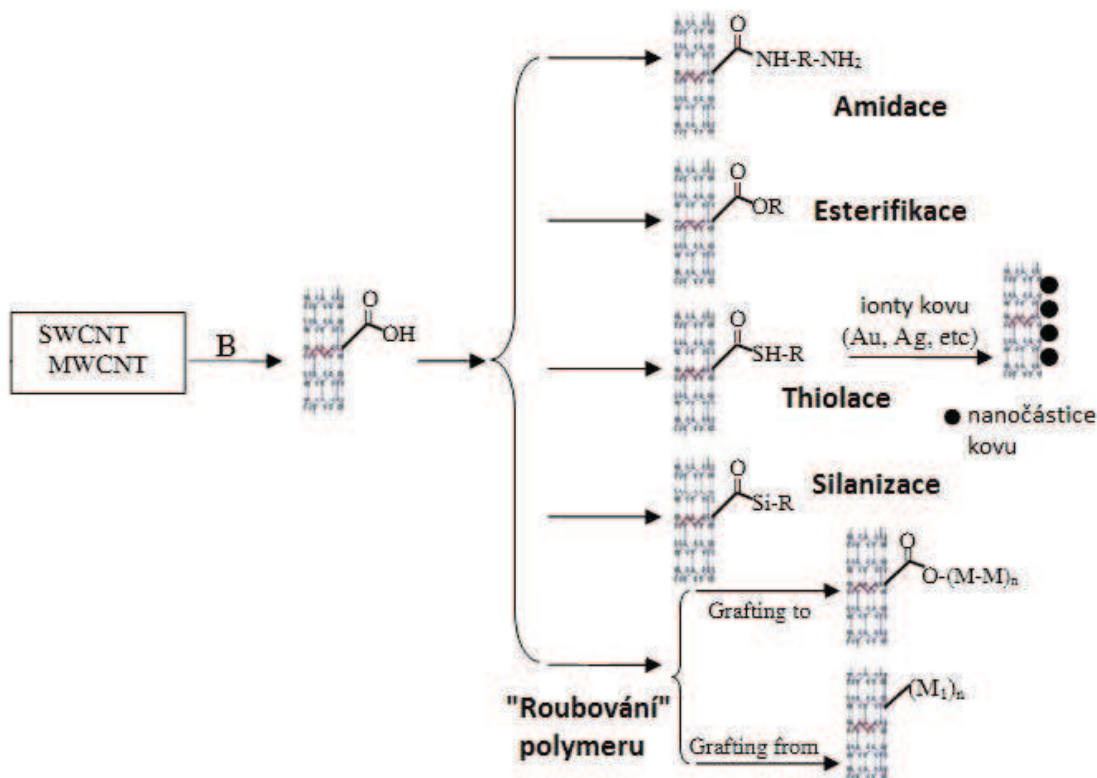 O
NH-R-NH₂
Amidace
O
OR
Esterifikace
SWCNT
MWCNT
B
O
OH
O
SH-R
Thiolace
ionty kovu
(Au, Ag, etc)
nanočástice
kovu
O
Si-R
Silanizace
"Roubování"
polymeru
Grafting to
O
O-(M-M)ₙ
Grafting from
(M₁)ₙ